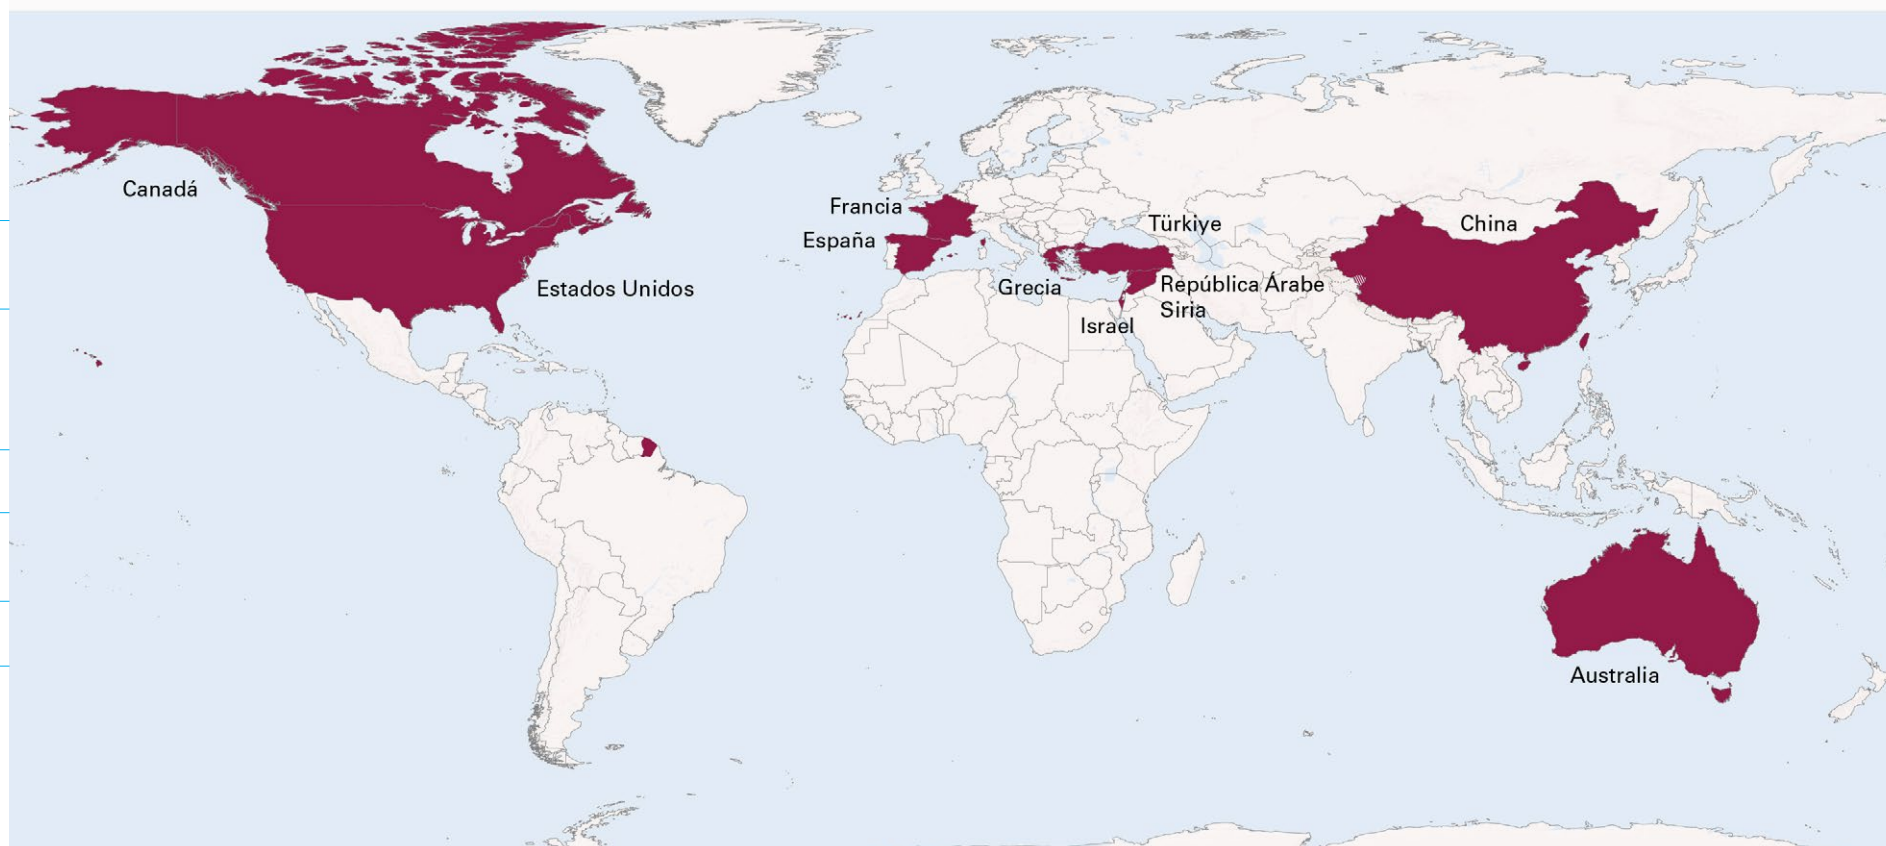 Canadá
Francia
España
Türkiye
China
Estados Unidos
Grecia
República Árabe
Siria
Israel
Australia